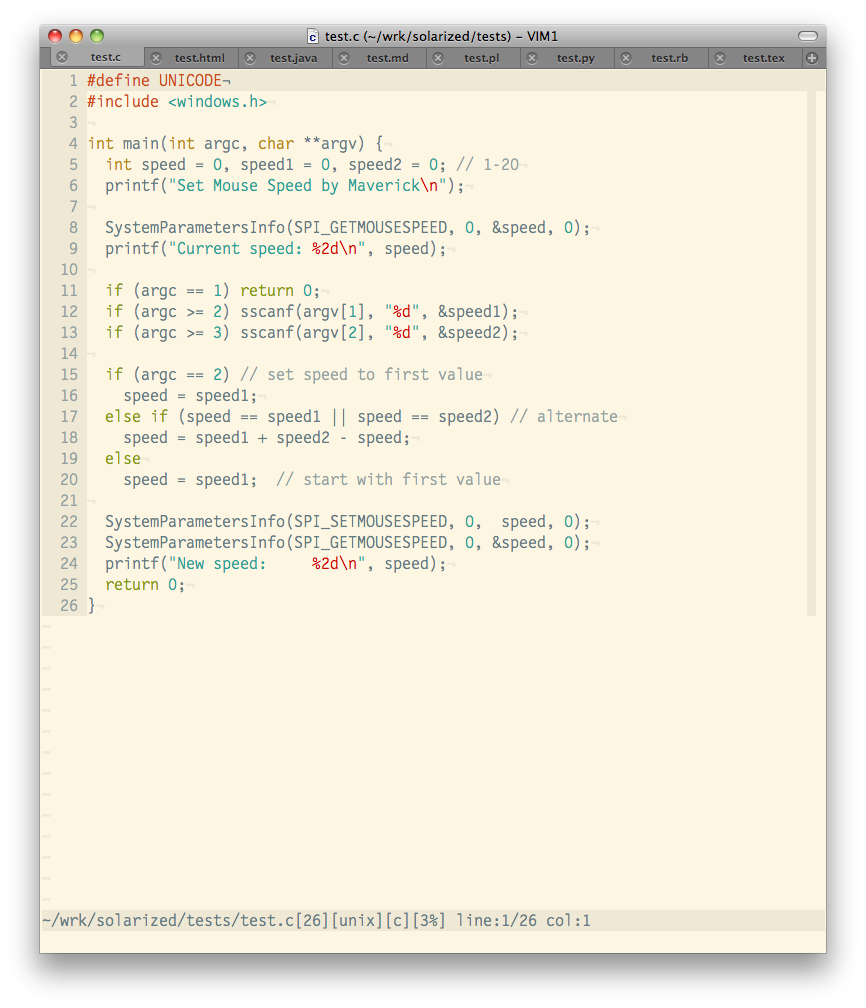 test.c (~/wrk/solarized/tests) – VIM1
test.c test.html test.java test.md test.pl test.py test.rb test.tex
1 #define UNICODE¬
2 #include <windows.h>¬
3 ¬
4 int main(int argc, char **argv) {¬
5   int speed = 0, speed1 = 0, speed2 = 0; // 1-20¬
6   printf("Set Mouse Speed by Maverick\n");¬
7 ¬
8   SystemParametersInfo(SPI_GETMOUSESPEED, 0, &speed, 0);¬
9   printf("Current speed: %2d\n", speed);¬
10 ¬
11   if (argc == 1) return 0;¬
12   if (argc >= 2) sscanf(argv[1], "%d", &speed1);¬
13   if (argc >= 3) sscanf(argv[2], "%d", &speed2);¬
14 ¬
15   if (argc == 2) // set speed to first value¬
16     speed = speed1;¬
17   else if (speed == speed1 || speed == speed2) // alternate¬
18     speed = speed1 + speed2 - speed;¬
19   else¬
20     speed = speed1;  // start with first value¬
21 ¬
22   SystemParametersInfo(SPI_SETMOUSESPEED, 0,  speed, 0);¬
23   SystemParametersInfo(SPI_GETMOUSESPEED, 0, &speed, 0);¬
24   printf("New speed:     %2d\n", speed);¬
25   return 0;¬
26 }¬
~
~
~
~
~
~
~
~
~
~
~
~
~
~
~/wrk/solarized/tests/test.c[26][unix][c][3%] line:1/26 col:1